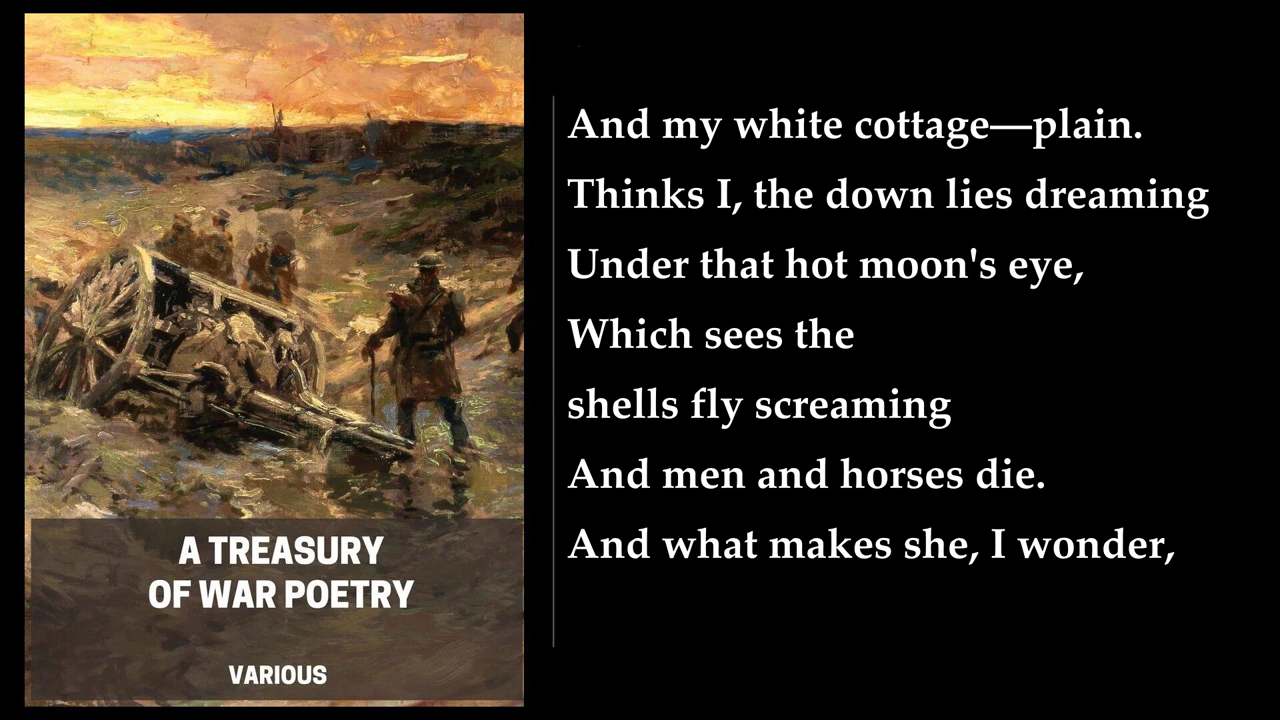 A TREASURY
OF WAR POETRY
VARIOUS
And my white cottage—plain.
Thinks I, the down lies dreaming
Under that hot moon's eye,
Which sees the
shells fly screaming
And men and horses die.
And what makes she, I wonder,